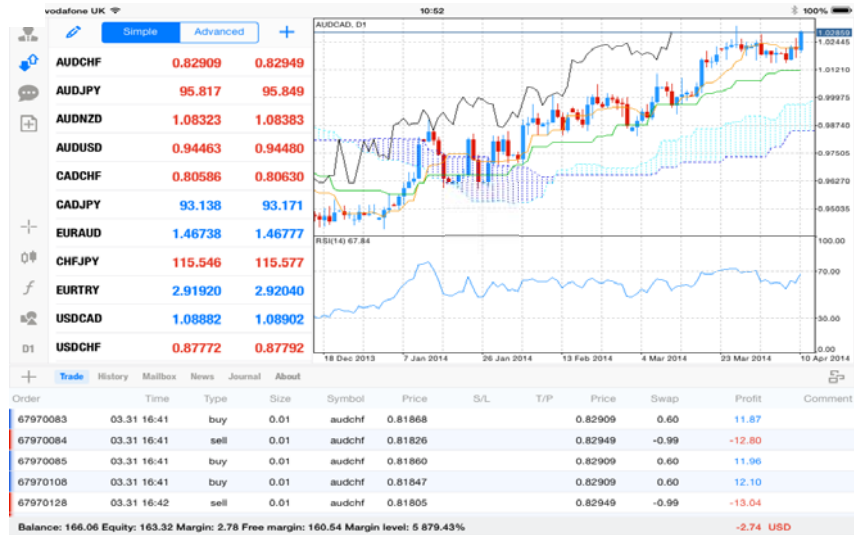 vodafone UK 10:52 100%
Simple Advanced
AUDCHF 0.82909 0.82949
AUDJPY 95.817 95.849
AUDNZD 1.08323 1.08383
AUDUSD 0.94463 0.94480
CADCHF 0.80586 0.80630
CADJPY 93.138 93.171
EURAUD 1.46738 1.46777
CHFJPY 115.546 115.577
EURTRY 2.91920 2.92040
USDCAD 1.08882 1.08902
USDCHF 0.87772 0.87792
D1
AUDCAD, D1
1.02859
1.02445
1.01210
0.99975
0.98740
0.97505
0.96270
0.95035
RSI(14) 67.84
100.00
70.00
30.00
0.00
18 Dec 2013 7 Jan 2014 26 Jan 2014 13 Feb 2014 4 Mar 2014 23 Mar 2014 10 Apr 2014
Trade History Mailbox News Journal About
Order Time Type Size Symbol Price S/L T/P Price Swap Profit Comment
67970083 03.31 16:41 buy 0.01 audchf 0.81868 0.82909 0.60 11.87
67970084 03.31 16:41 sell 0.01 audchf 0.81826 0.82949 -0.99 -12.80
67970085 03.31 16:41 buy 0.01 audchf 0.81860 0.82909 0.60 11.96
67970108 03.31 16:41 buy 0.01 audchf 0.81847 0.82909 0.60 12.10
67970128 03.31 16:42 sell 0.01 audchf 0.81805 0.82949 -0.99 -13.04
Balance: 166.06 Equity: 163.32 Margin: 2.78 Free margin: 160.54 Margin level: 5 879.43% -2.74 USD